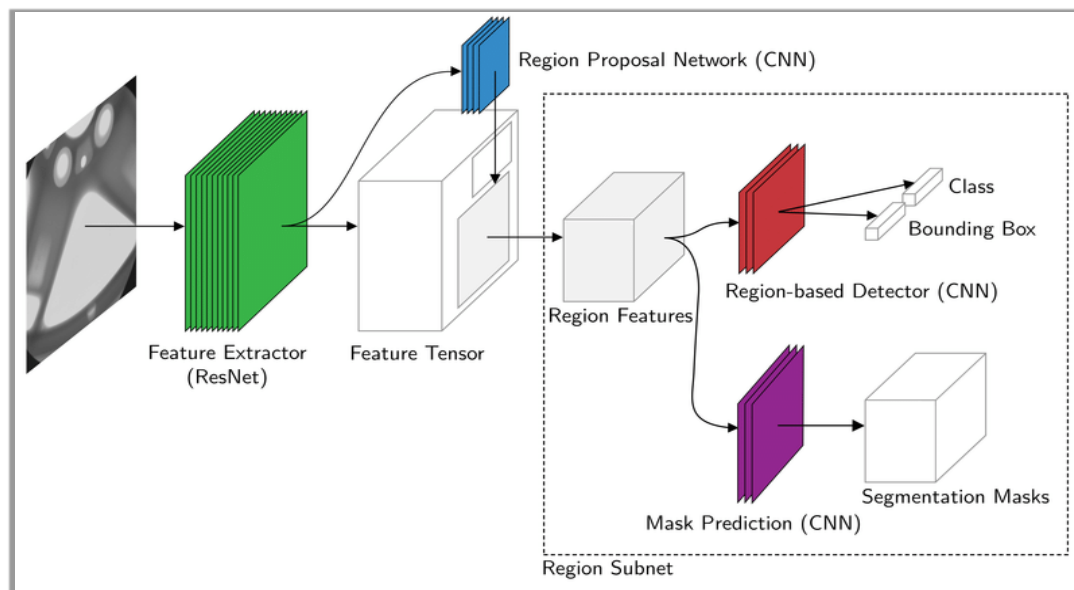 Region Proposal Network (CNN)
Class
Bounding Box
Region-based Detector (CNN)
Region Features
Feature Extractor
(ResNet)
Feature Tensor
Segmentation Masks
Mask Prediction (CNN)
Region Subnet